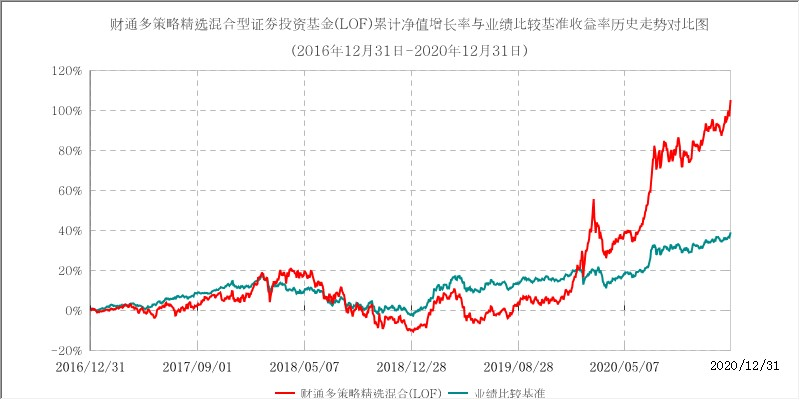 财通多策略精选混合型证券投资基金(LOF)累计净值增长率与业绩比较基准收益率历史走势对比图
(2016年12月31日-2020年12月31日)
120%
100%
80%
60%
40%
20%
0%
-20%
2016/12/31 2017/09/01 2018/05/07 2018/12/28 2019/08/28 2020/05/07 2020/12/31
财通多策略精选混合(LOF) 业绩比较基准